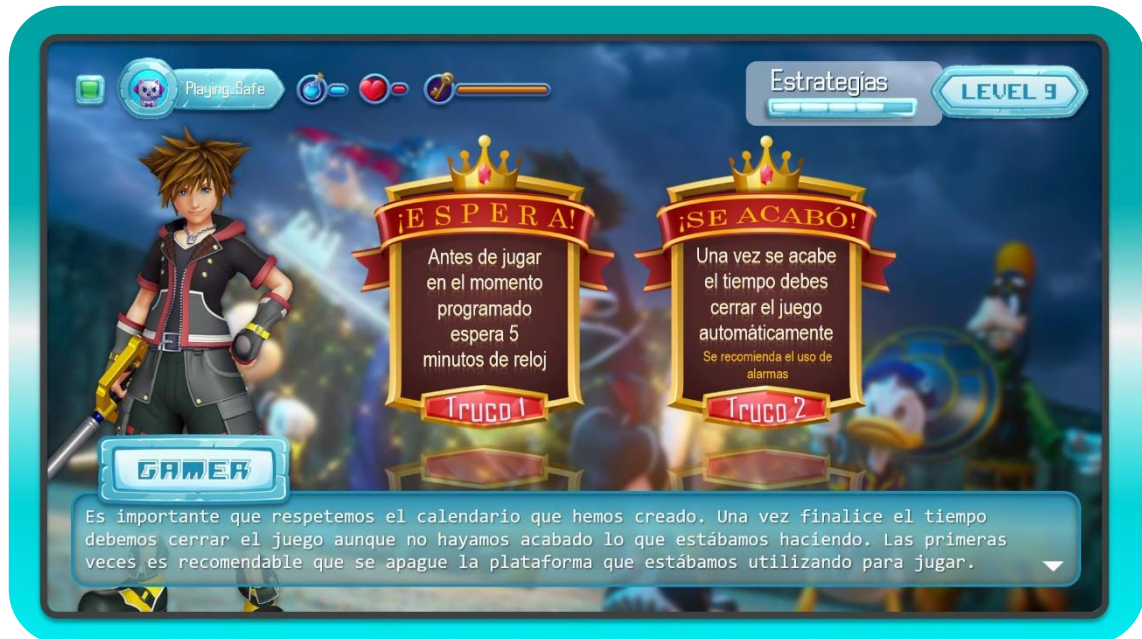 Playing_Safe
Estrategias
LEVEL 9
¡ESPERA!
Antes de jugar
en el momento
programado
espera 5
minutos de reloj
Truco 1
¡SE ACABÓ!
Una vez se acabe
el tiempo debes
cerrar el juego
automáticamente
Se recomienda el uso de
alarmas
Truco 2
GAMER
Es importante que respetemos el calendario que hemos creado. Una vez finalice el tiempo
debemos cerrar el juego aunque no hayamos acabado lo que estábamos haciendo. Las primeras
veces es recomendable que se apague la plataforma que estábamos utilizando para jugar.